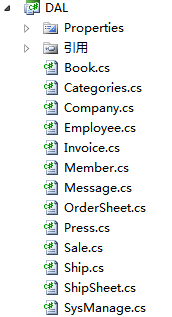 DAL
Properties
引用
Book.cs
Categories.cs
Company.cs
Employee.cs
Invoice.cs
Member.cs
Message.cs
OrderSheet.cs
Press.cs
Sale.cs
Ship.cs
ShipSheet.cs
SysManage.cs